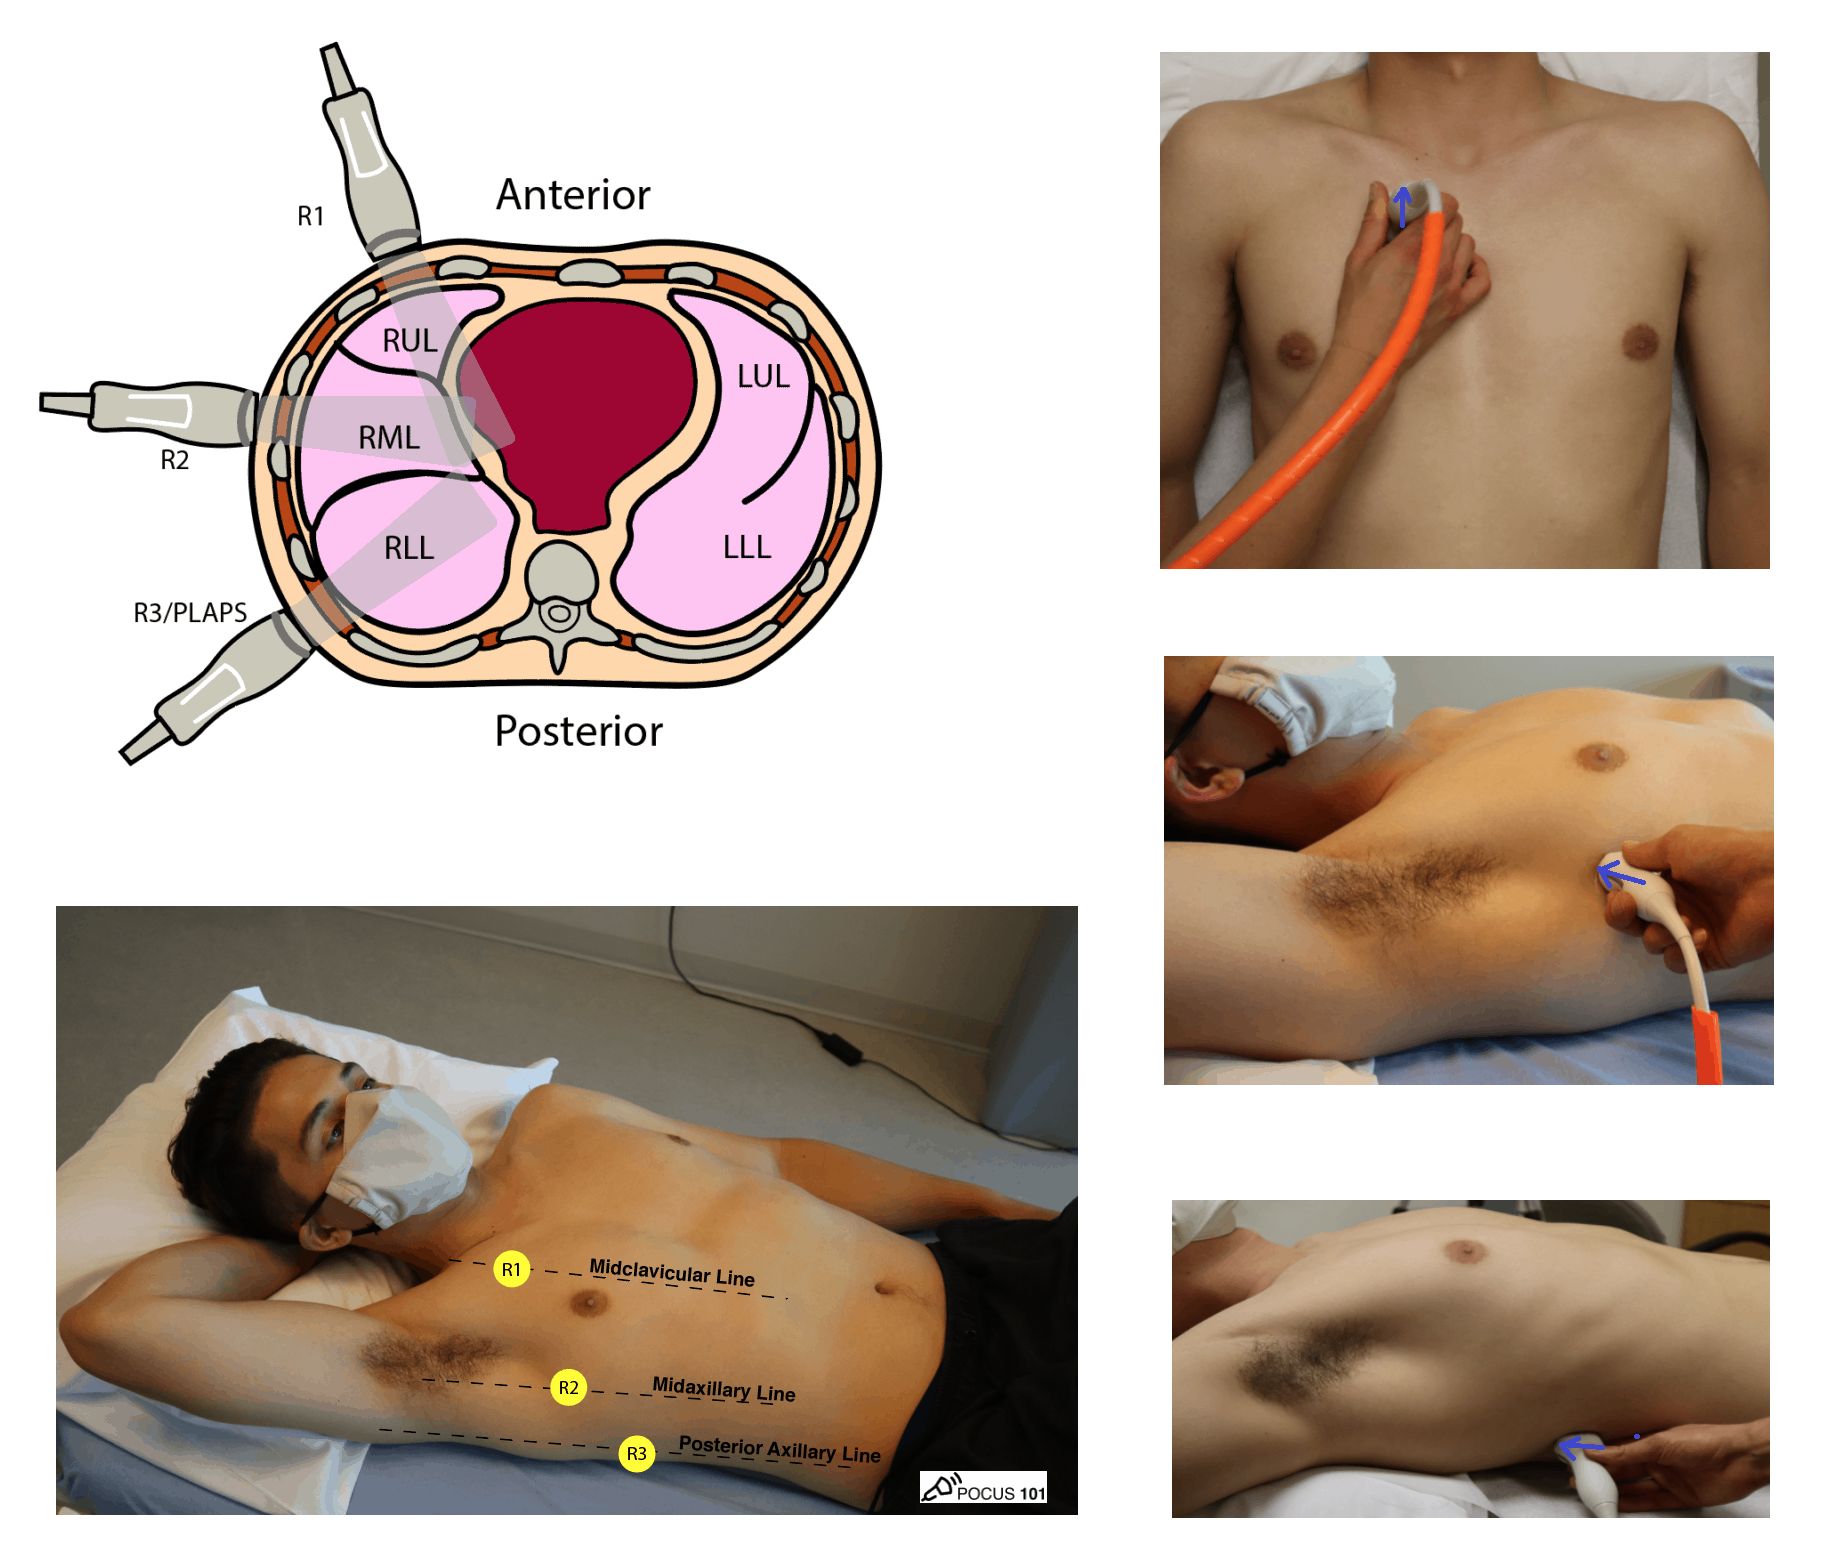 Anterior
R1
RUL
LUL
RML
R2
RLL
LLL
R3/PLAPS
Posterior
R1
Midclavicular Line
R2
Midaxillary Line
R3
Posterior Axillary Line
POCUS 101